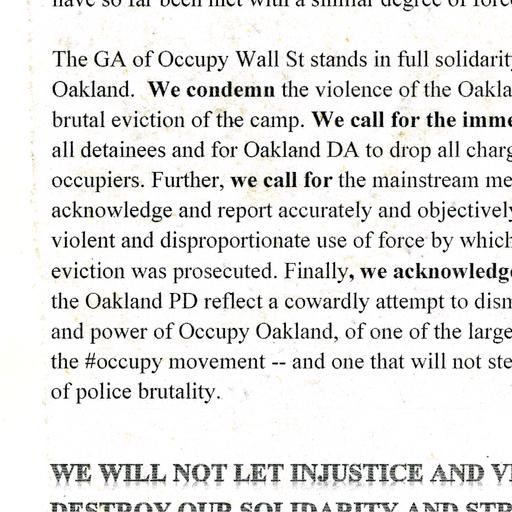 have so far been met with a similar degree of force
The GA of Occupy Wall St stands in full solidarity
Oakland. We condemn the violence of the Oakla
brutal eviction of the camp. We call for the imme
all detainees and for Oakland DA to drop all charg
occupiers. Further, we call for the mainstream me
acknowledge and report accurately and objectively
violent and disproportionate use of force by which
eviction was prosecuted. Finally, we acknowledge
the Oakland PD reflect a cowardly attempt to dism
and power of Occupy Oakland, of one of the large
the #occupy movement -- and one that will not ste
of police brutality.
WE WILL NOT LET INJUSTICE AND VI
DESTROY OUR SOLIDARITY AND STR